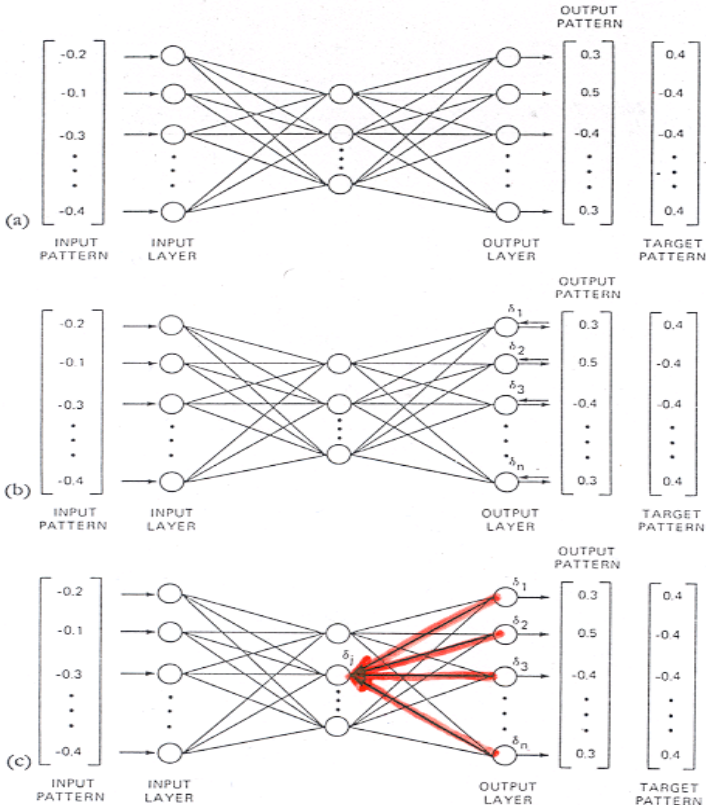 OUTPUT
PATTERN
-0.2 0.3 0.4
-0.1 0.5 -0.4
-0.3 -0.4 -0.4
-0.4 0.3 0.4
(a)
INPUT PATTERN INPUT LAYER OUTPUT LAYER TARGET PATTERN
OUTPUT
PATTERN
δ1
-0.2 0.3 0.4
δ2
-0.1 0.5 -0.4
δ3
-0.3 -0.4 -0.4
δn
-0.4 0.3 0.4
(b)
INPUT PATTERN INPUT LAYER OUTPUT LAYER TARGET PATTERN
OUTPUT
PATTERN
δ1
-0.2 0.3 0.4
δ2
-0.1 0.5 -0.4
δj δ3
-0.3 -0.4 -0.4
δn
-0.4 0.3 0.4
(c)
INPUT PATTERN INPUT LAYER OUTPUT LAYER TARGET PATTERN